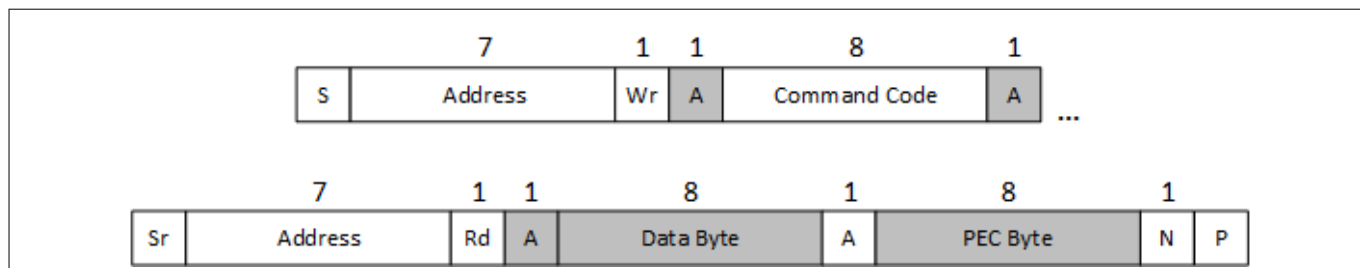 7 1 1 8 1
S Address Wr A Command Code A ...
7 1 1 8 1 8 1
Sr Address Rd A Data Byte A PEC Byte N P